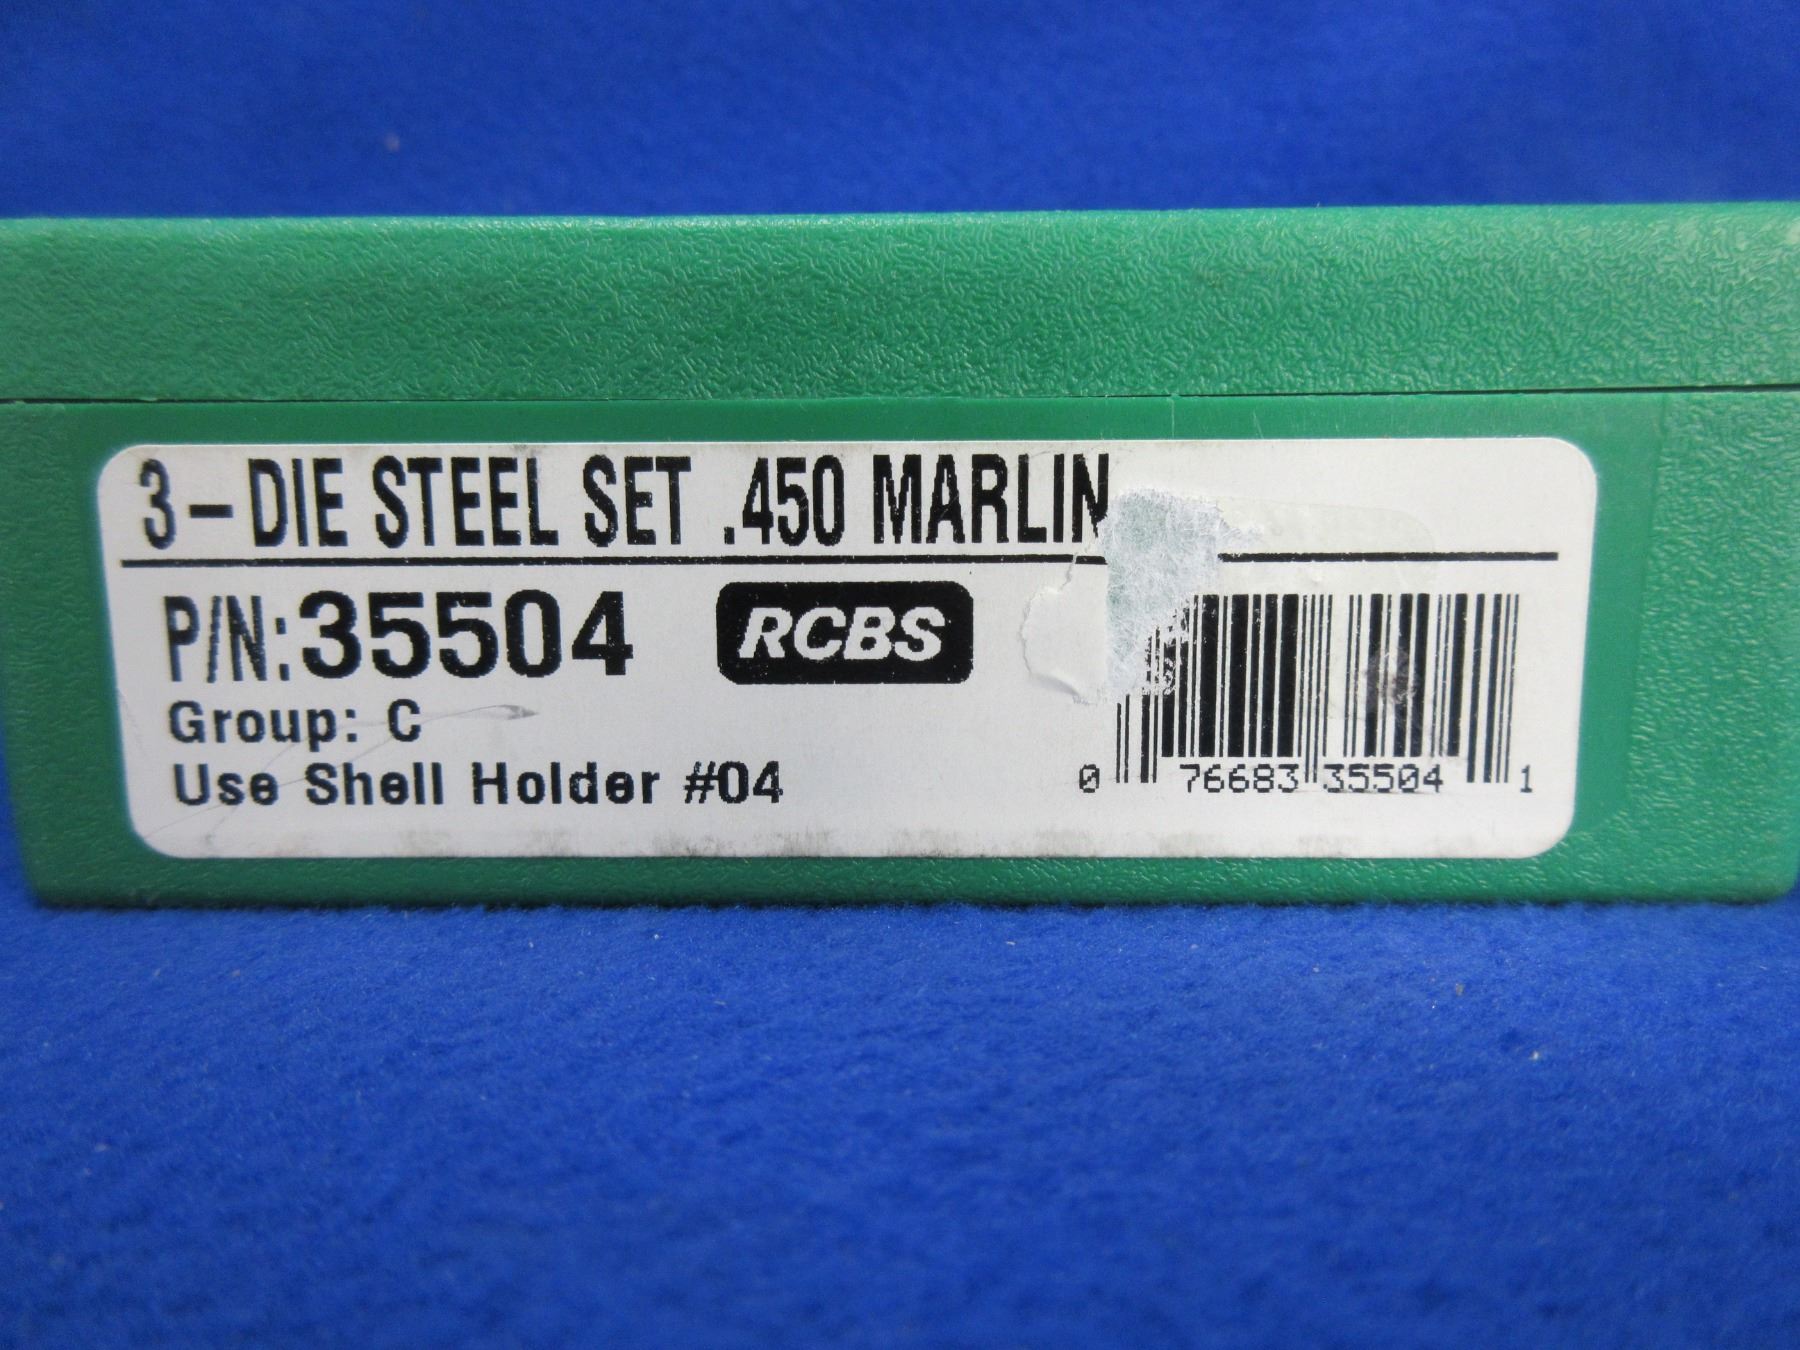 3-DIE STEEL SET .450 MARLIN
P/N:35504 RCBS
Group: C
Use Shell Holder #04
0 76683 35504 1